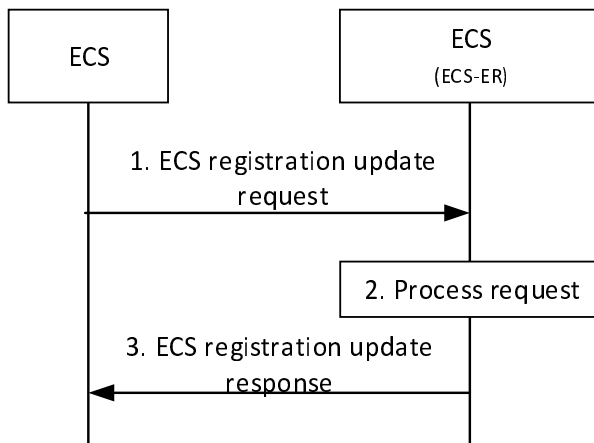 ECS
ECS
(ECS-ER)
1. ECS registration update
request
2. Process request
3. ECS registration update
response